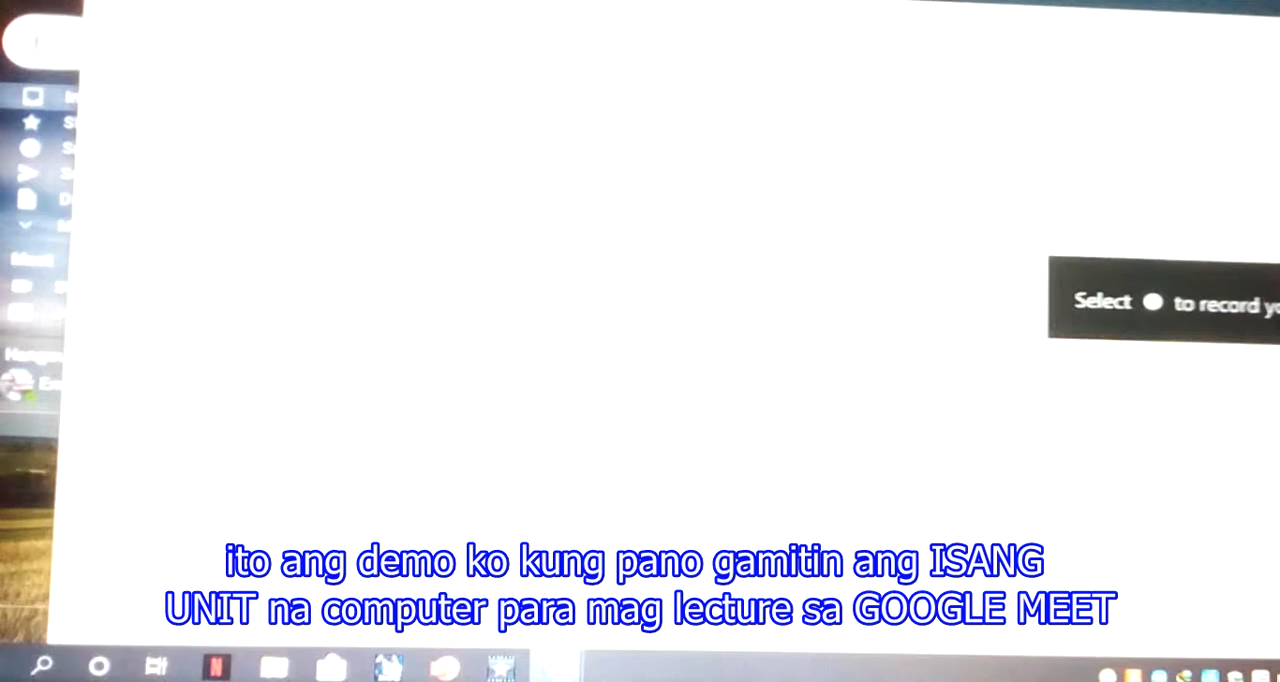 Select to record
Meet
ito ang demo ko kung pano gamitin ang ISANG
UNIT na computer para mag lecture sa GOOGLE MEET
N